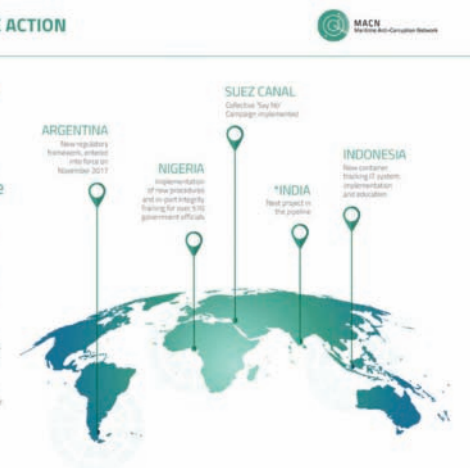 ACTION
MACN
Maritime Anti-Corruption Network
SUEZ CANAL
Collective 'Say No'
Campaign implemented
ARGENTINA
New regulatory
framework, entered
into force on
November 2017
NIGERIA
Implementation
of new procedures
and in-port integrity
training for over
government officials
*INDIA
Next project in
the pipeline
INDONESIA
New container
tracking IT system:
implementation
and education